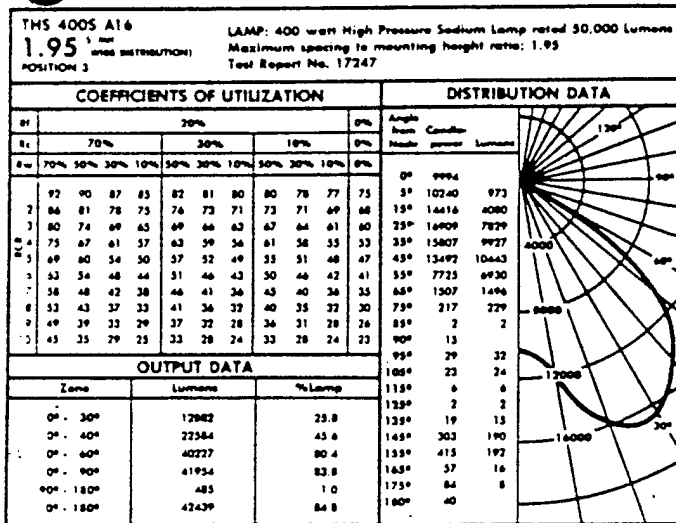 THS 400S A16
1.95
POSITION 3
LAMP: 400 watt High Pressure Sodium Lamp rated 50,000 Lumens
Maximum spacing to mounting height ratio: 1.95
Test Report No. 17247
COEFFICIENTS OF UTILIZATION
20% 0%
70% 50% 10% 0%
70% 50% 30% 10% 50% 30% 10% 50% 30% 10% 0%
92 90 87 85 82 81 80 80 78 77 75
2 86 81 78 75 76 73 71 73 71 69 68
3 80 74 69 65 69 66 63 67 64 61 60
4 75 67 61 57 63 59 56 61 58 55 53
5 69 60 54 50 57 52 49 55 51 48 47
63 54 48 44 51 46 43 50 46 42 41
58 48 42 38 46 41 36 45 40 36 35
8 53 43 37 33 41 36 32 40 35 32 30
9 49 39 33 29 37 32 28 36 31 28 26
10 45 35 29 25 33 28 24 33 28 24 23
OUTPUT DATA
Zone Lumens % Lamp
0° - 30° 12882 25.8
0° - 40° 22584 45.6
0° - 60° 40227 80.4
0° - 90° 41954 83.8
90° - 180° 485 1.0
0° - 180° 42439 84.8
DISTRIBUTION DATA
Angle from Nadir Candle-power Lumens
0° 9994
5° 10240 973
15° 14416 4080
25° 16909 7829
35° 15807 9927
45° 13492 10443
55° 7725 6930
65° 1507 1496
75° 217 229
85° 2 2
90° 15
95° 29 32
105° 23 24
115° 6 6
125° 2 2
135° 19 15
145° 303 190
155° 415 192
165° 57 16
175° 84 8
180° 40
120°
90°
60°
30°
4000
8000
12000
16000